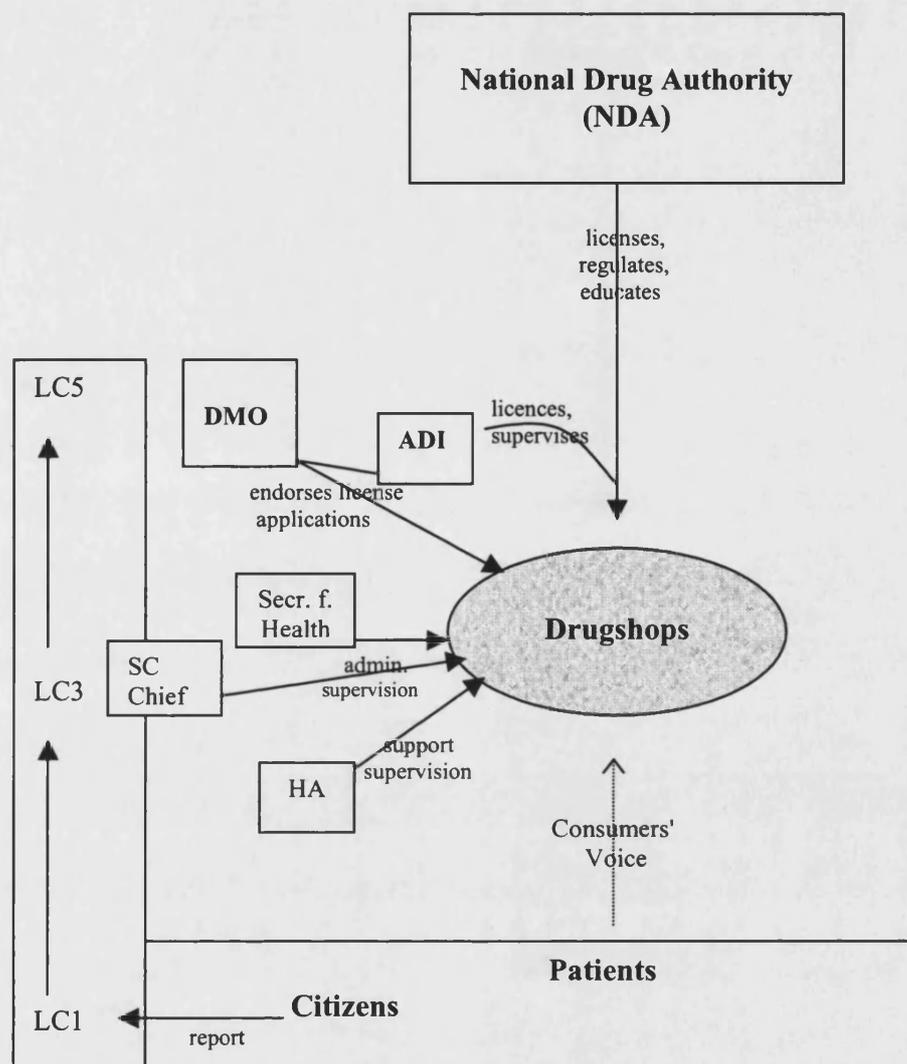 National Drug Authority
(NDA)
licenses,
regulates,
educates
LC5
DMO
ADI
licences,
supervises
endorses license
applications
Secr. f.
Health
Drugshops
SC
Chief
LC3
admin.
supervision
support
supervision
HA
Consumers'
Voice
Patients
Citizens
LC1
report